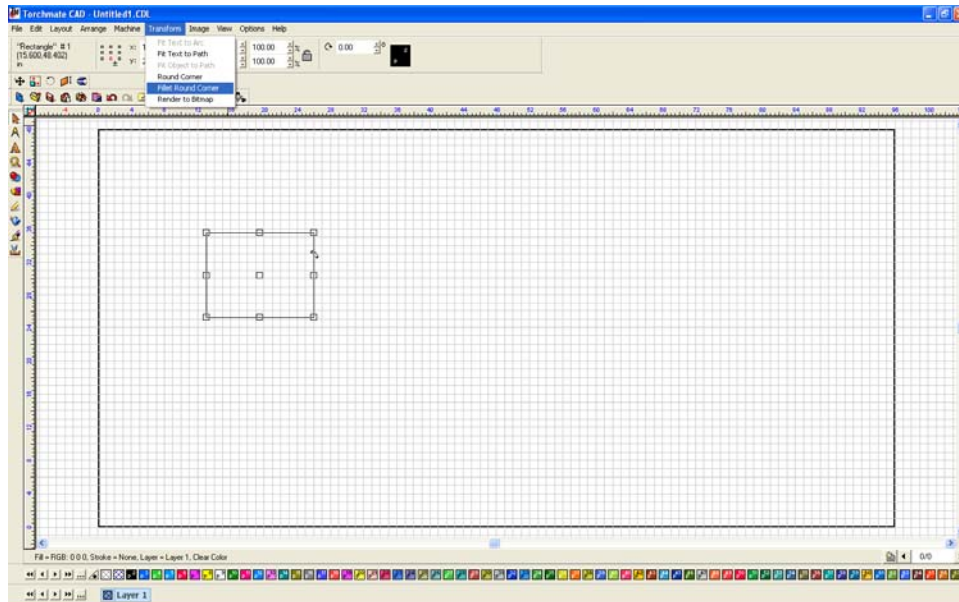 Torchmate CAD - Untitled1.CDL
File Edit Layout Arrange Machine Transform Image View Options Help
"Rectangle" # 1
(15.600,48.402)
in
x:
y:
100.00
100.00
0.00
Fit Text to Arc
Fit Text to Path
Fit Object to Path
Round Corner
Fillet Round Corner
Render to Bitmap
Fill = RGB: 0 0 0, Stroke = None, Layer = Layer 1, Clear Color
0/0
Layer 1